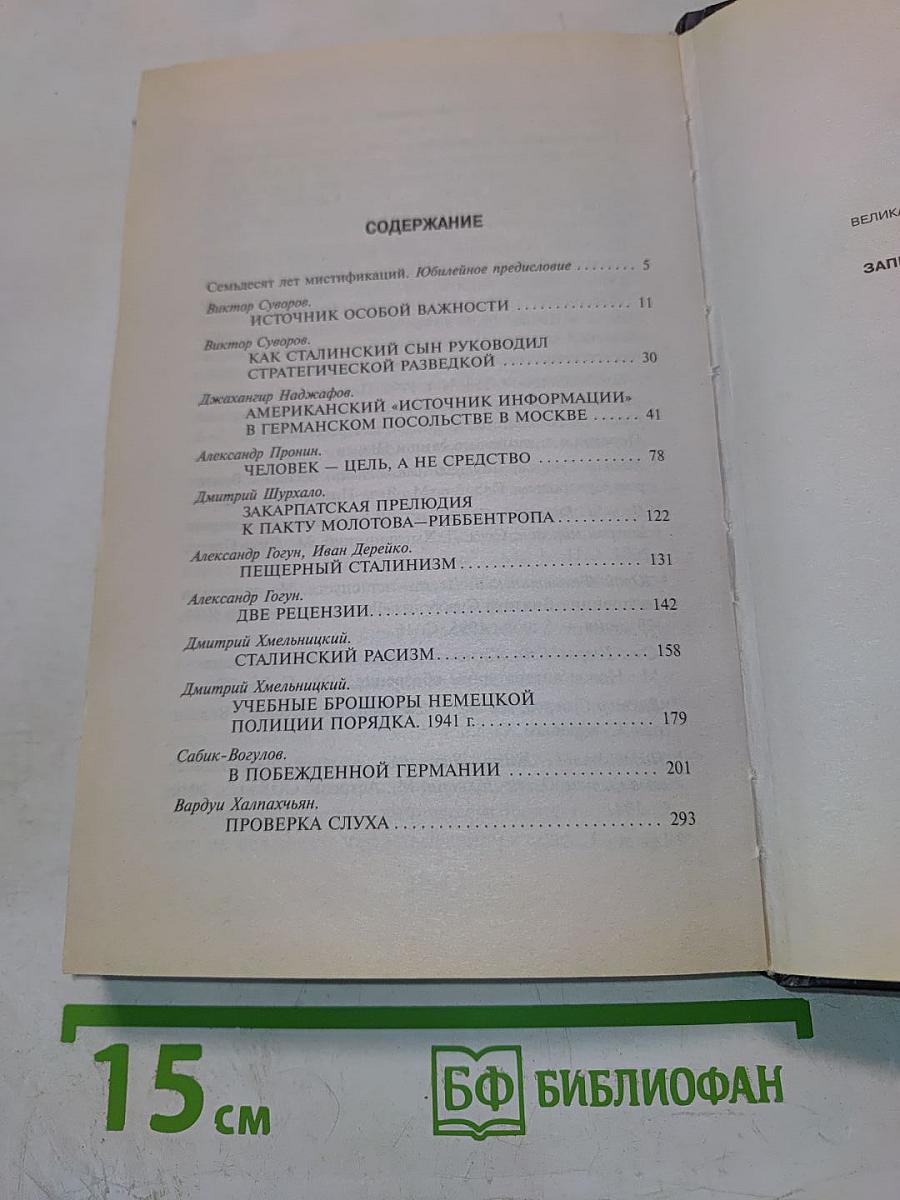 СОДЕРЖАНИЕ
Семьдесят лет мистификаций. Юбилейное предисловие ........ 5
Виктор Суворов.
ИСТОЧНИК ОСОБОЙ ВАЖНОСТИ ................ 11
Виктор Суворов.
КАК СТАЛИНСКИЙ СЫН РУКОВОДИЛ
СТРАТЕГИЧЕСКОЙ РАЗВЕДКОЙ .................. 30
Джахангир Наджафов.
АМЕРИКАНСКИЙ «ИСТОЧНИК ИНФОРМАЦИИ»
В ГЕРМАНСКОМ ПОСОЛЬСТВЕ В МОСКВЕ ...... 41
Александр Пронин.
ЧЕЛОВЕК — ЦЕЛЬ, А НЕ СРЕДСТВО .............. 78
Дмитрий Шурхало.
ЗАКАРПАТСКАЯ ПРЕЛЮДИЯ
К ПАКТУ МОЛОТОВА—РИББЕНТРОПА .......... 122
Александр Гогун, Иван Дерейко.
ПЕЩЕРНЫЙ СТАЛИНИЗМ ..................... 131
Александр Гогун.
ДВЕ РЕЦЕНЗИИ ............................... 142
Дмитрий Хмельницкий.
СТАЛИНСКИЙ РАСИЗМ ........................ 158
Дмитрий Хмельницкий.
УЧЕБНЫЕ БРОШЮРЫ НЕМЕЦКОЙ
ПОЛИЦИИ ПОРЯДКА. 1941 г. .................... 179
Сабик-Вогулов.
В ПОБЕЖДЕННОЙ ГЕРМАНИИ ................. 201
Вардуи Халпахчьян.
ПРОВЕРКА СЛУХА ............................. 293
ВЕЛИКА
ЗАП
15 см
БФ БИБЛИОФАН